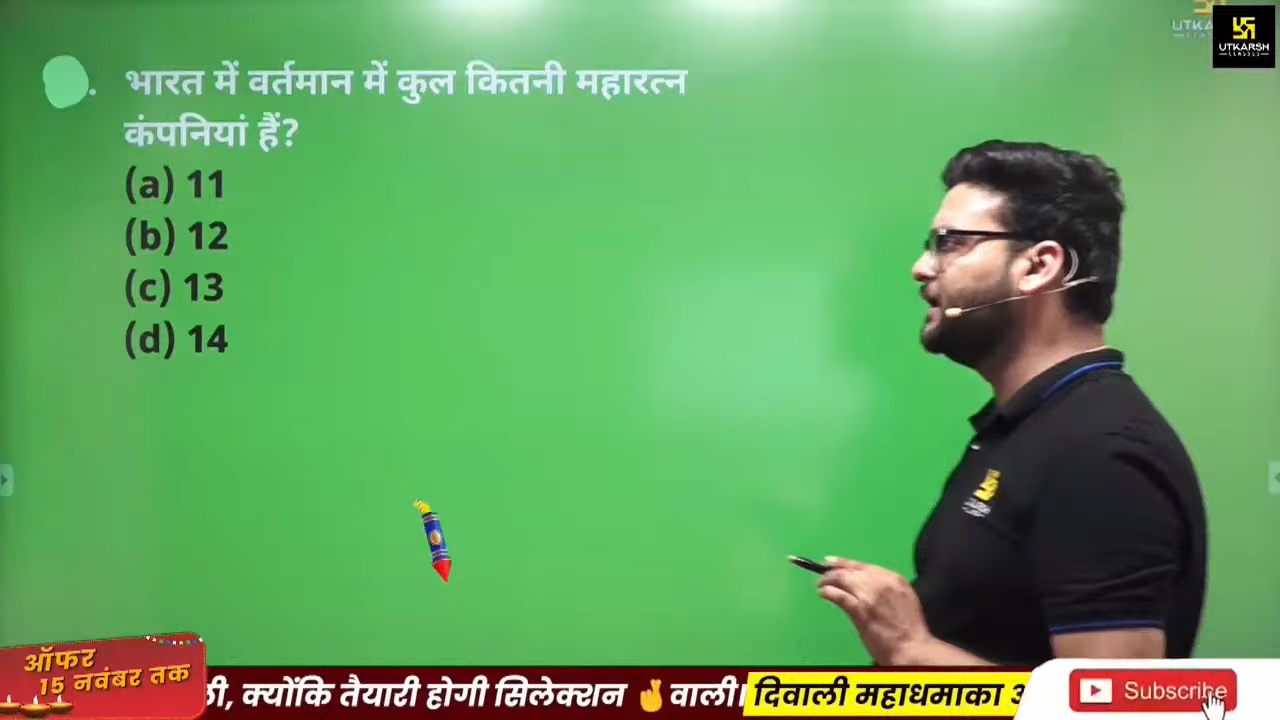 UTKARSH
CLASSES
भारत में वर्तमान में कुल कितनी महारत्न
कंपनियां हैं?
(a) 11
(b) 12
(c) 13
(d) 14
ऑफर
15 नवंबर तक
क्योंकि तैयारी होगी सिलेक्शन 🤞वाली। दिवाली महाधमाका
Subscribe